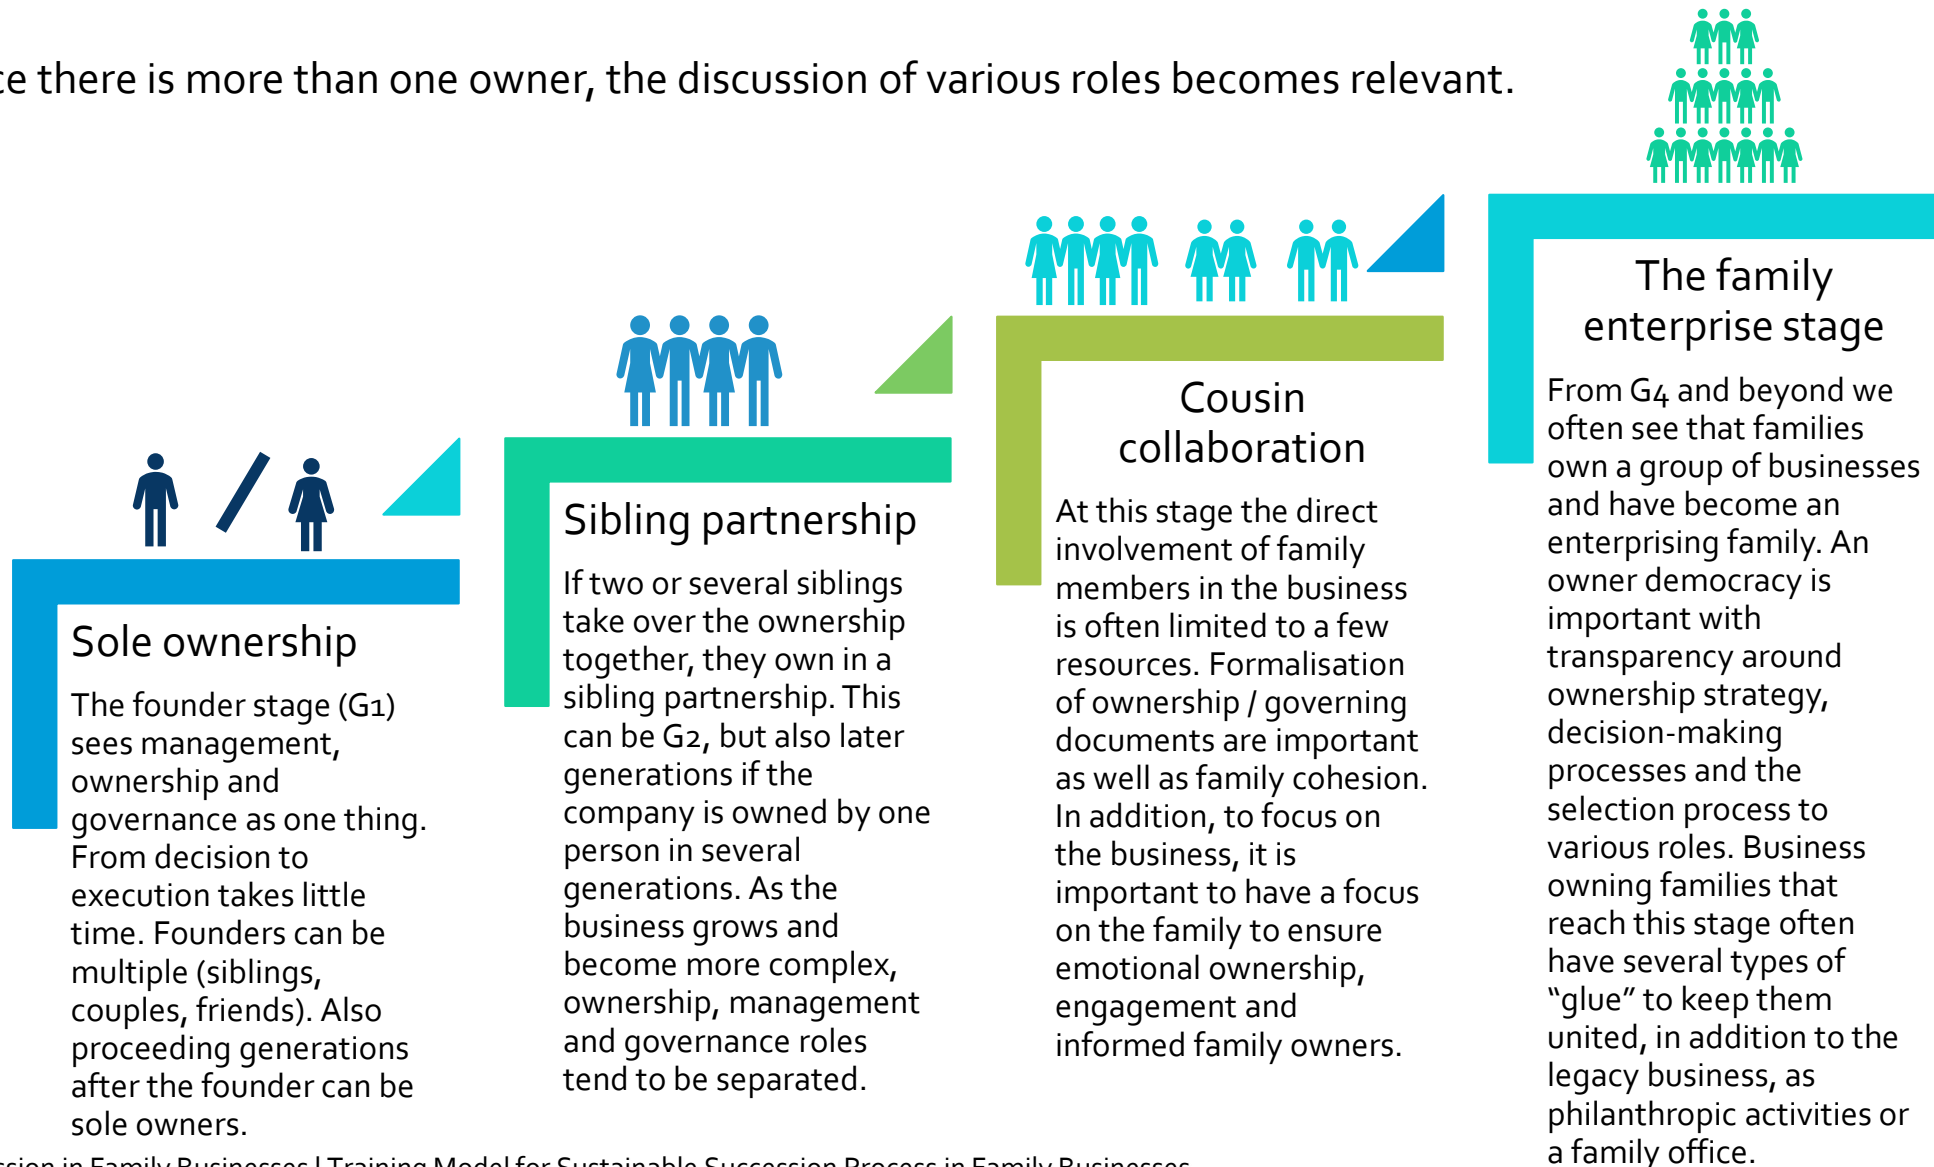 there is more than one owner, the discussion of various roles becomes relevant.
Sole ownership
The founder stage (G1)
sees management,
ownership and
governance as one thing.
From decision to
execution takes little
time. Founders can be
multiple (siblings,
couples, friends). Also
proceeding generations
after the founder can be
sole owners.
Sibling partnership
If two or several siblings
take over the ownership
together, they own in a
sibling partnership. This
can be G2, but also later
generations if the
company is owned by one
person in several
generations. As the
business grows and
become more complex,
ownership, management
and governance roles
tend to be separated.
Cousin
collaboration
At this stage the direct
involvement of family
members in the business
is often limited to a few
resources. Formalisation
of ownership / governing
documents are important
as well as family cohesion.
In addition, to focus on
the business, it is
important to have a focus
on the family to ensure
emotional ownership,
engagement and
informed family owners.
The family
enterprise stage
From G4 and beyond we
often see that families
own a group of businesses
and have become an
enterprising family. An
owner democracy is
important with
transparency around
ownership strategy,
decision-making
processes and the
selection process to
various roles. Business
owning families that
reach this stage often
have several types of
“glue” to keep them
united, in addition to the
legacy business, as
philanthropic activities or
a family office.
in Family Businesses | Training Model for Sustainable Succession Process in Family Businesses